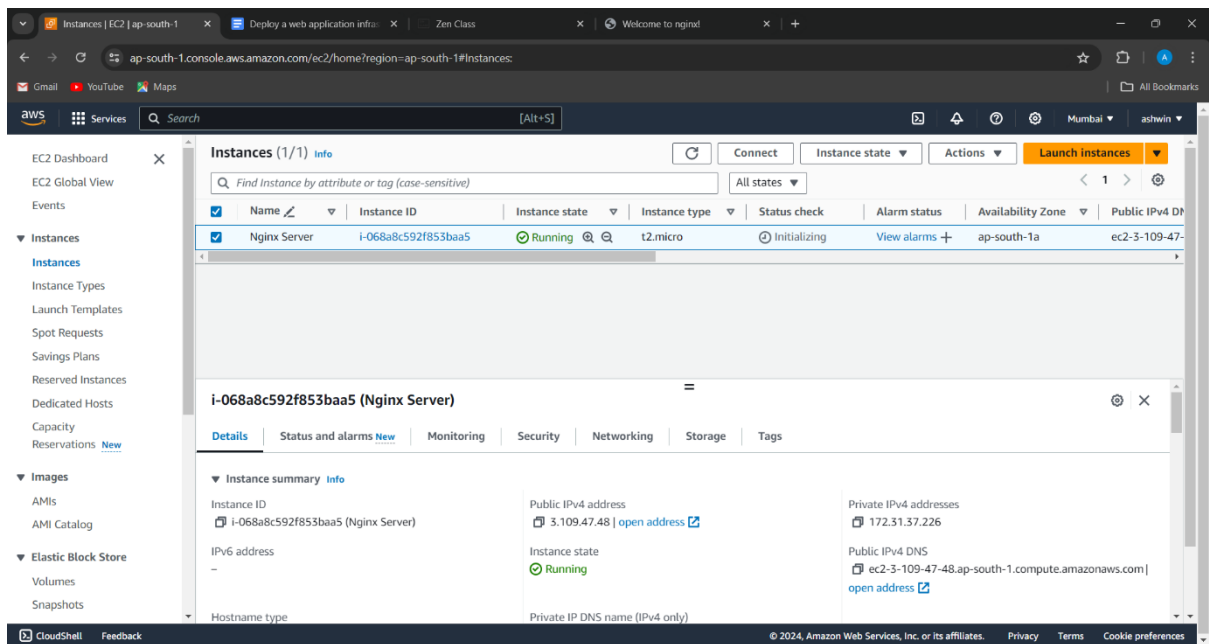 Instances | EC2 | ap-south-1
Deploy a web application infra
Zen Class
Welcome to nginx!
ap-south-1.console.aws.amazon.com/ec2/home?region=ap-south-1#Instances:
A
Gmail YouTube Maps
All Bookmarks
aws Services Search [Alt+S] Mumbai ashwin
EC2 Dashboard
EC2 Global View
Events
Instances
Instances
Instance Types
Launch Templates
Spot Requests
Savings Plans
Reserved Instances
Dedicated Hosts
Capacity
Reservations New
Images
AMIs
AMI Catalog
Elastic Block Store
Volumes
Snapshots
Instances (1/1) Info
Connect Instance state Actions Launch instances
Find Instance by attribute or tag (case-sensitive) All states 1
Name Instance ID Instance state Instance type Status check Alarm status Availability Zone Public IPv4 DN
Nginx Server i-068a8c592f853baa5 Running t2.micro Initializing View alarms + ap-south-1a ec2-3-109-47-
i-068a8c592f853baa5 (Nginx Server)
Details Status and alarms New Monitoring Security Networking Storage Tags
Instance summary Info
Instance ID
i-068a8c592f853baa5 (Nginx Server)
Public IPv4 address
3.109.47.48 | open address
Private IPv4 addresses
172.31.37.226
IPv6 address
–
Instance state
Running
Public IPv4 DNS
ec2-3-109-47-48.ap-south-1.compute.amazonaws.com |
open address
Hostname type
Private IP DNS name (IPv4 only)
CloudShell Feedback © 2024, Amazon Web Services, Inc. or its affiliates. Privacy Terms Cookie preferences